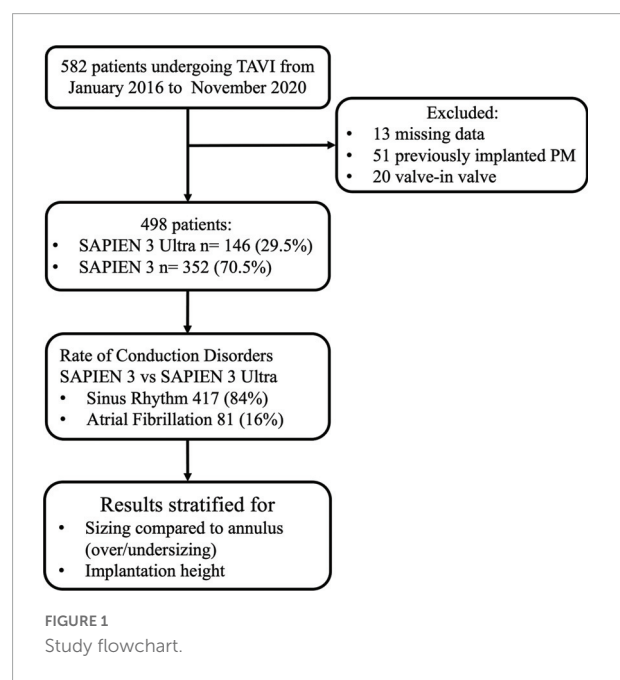 582 patients undergoing TAVI from
January 2016 to November 2020
Excluded:
• 13 missing data
• 51 previously implanted PM
• 20 valve-in valve
498 patients:
• SAPIEN 3 Ultra n= 146 (29.5%)
• SAPIEN 3 n= 352 (70.5%)
Rate of Conduction Disorders
SAPIEN 3 vs SAPIEN 3 Ultra
• Sinus Rhythm 417 (84%)
• Atrial Fibrillation 81 (16%)
Results stratified for
• Sizing compared to annulus
(over/undersizing)
• Implantation height
FIGURE 1
Study flowchart.